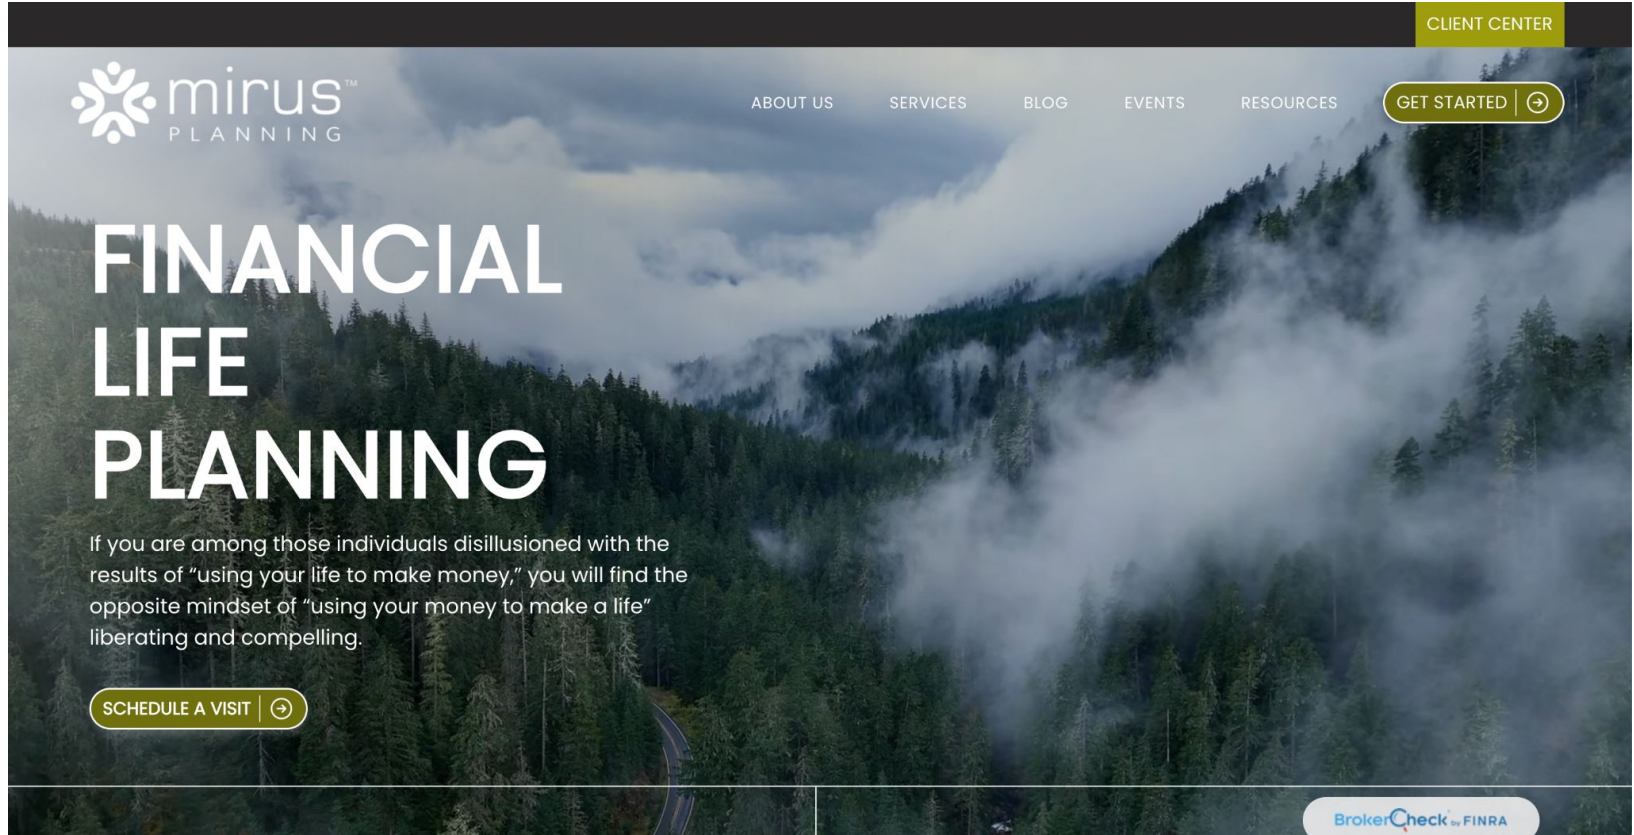 CLIENT CENTER
mirus™
PLANNING
ABOUT US
SERVICES
BLOG
EVENTS
RESOURCES
GET STARTED
FINANCIAL
LIFE
PLANNING
If you are among those individuals disillusioned with the
results of “using your life to make money,” you will find the
opposite mindset of “using your money to make a life”
liberating and compelling.
SCHEDULE A VISIT
BrokerCheck by FINRA